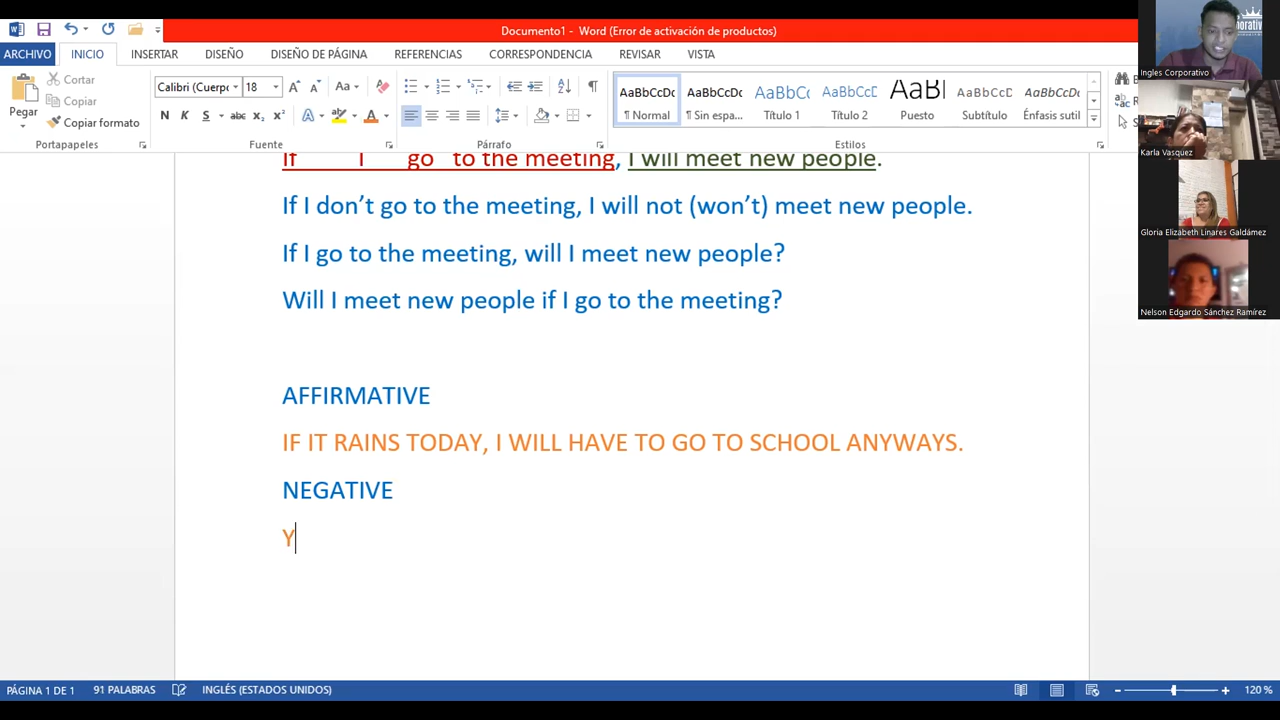 Documento1 - Word (Error de activación de productos)
ARCHIVO INICIO INSERTAR DISEÑO DISEÑO DE PÁGINA REFERENCIAS CORRESPONDENCIA REVISAR VISTA
Pegar
Cortar
Copiar
Copiar formato
Portapapeles
Calibri (Cuerpo 18
Fuente
Párrafo
AaBbCcDc AaBbCcDc AaBbCc AaBbCcD AaBl AaBbCcD AaBbCcDc
¶ Normal ¶ Sin espa... Título 1 Título 2 Puesto Subtítulo Énfasis sutil
Estilos
Ingles Corporativo
Karla Vasquez
Gloria Elizabeth Linares Galdámez
Nelson Edgardo Sánchez Ramírez
If I go to the meeting, I will meet new people.
If I don’t go to the meeting, I will not (won’t) meet new people.
If I go to the meeting, will I meet new people?
Will I meet new people if I go to the meeting?
AFFIRMATIVE
IF IT RAINS TODAY, I WILL HAVE TO GO TO SCHOOL ANYWAYS.
NEGATIVE
Y
PÁGINA 1 DE 1 91 PALABRAS INGLÉS (ESTADOS UNIDOS) 120 %